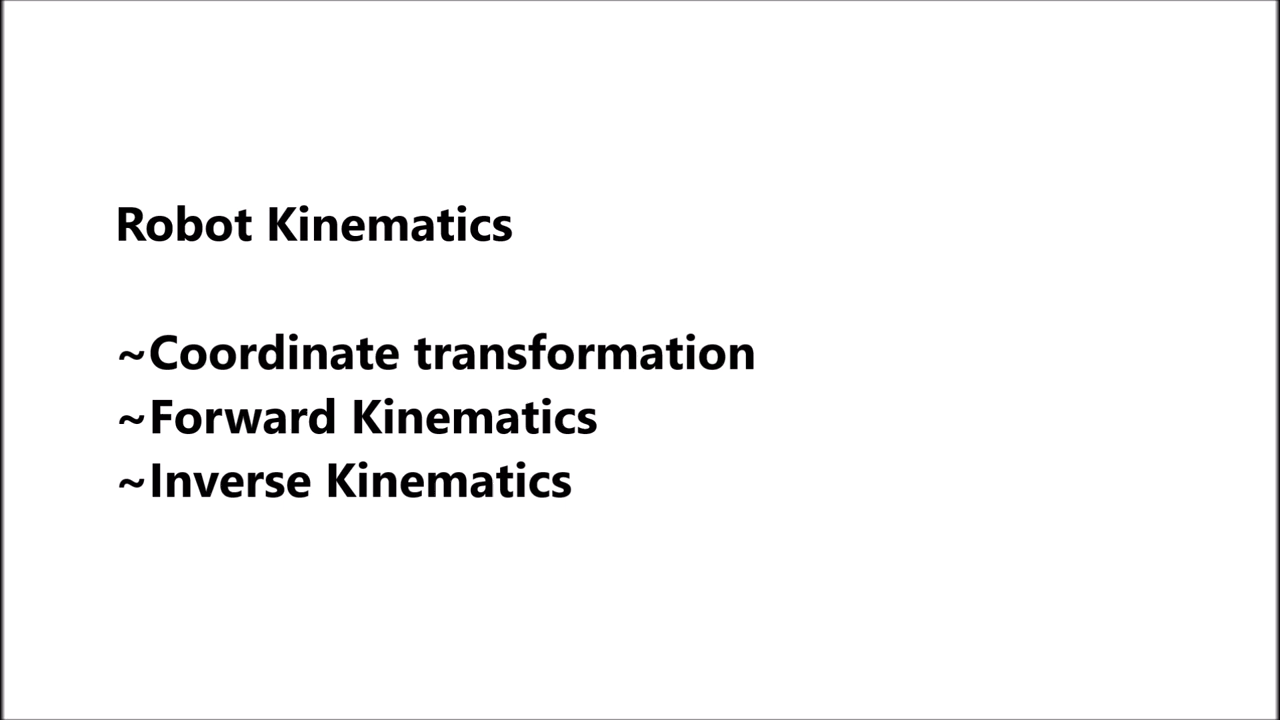 Robot Kinematics
~Coordinate transformation
~Forward Kinematics
~Inverse Kinematics